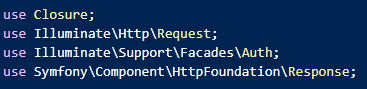 use Closure;
use Illuminate\Http\Request;
use Illuminate\Support\Facades\Auth;
use Symfony\Component\HttpFoundation\Response;